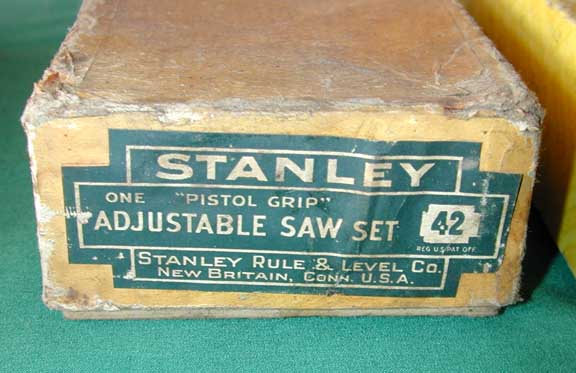 STANLEY
ONE "PISTOL GRIP"
ADJUSTABLE SAW SET 42
REG. U.S. PAT. OFF.
STANLEY RULE & LEVEL CO.
NEW BRITAIN, CONN. U.S.A.